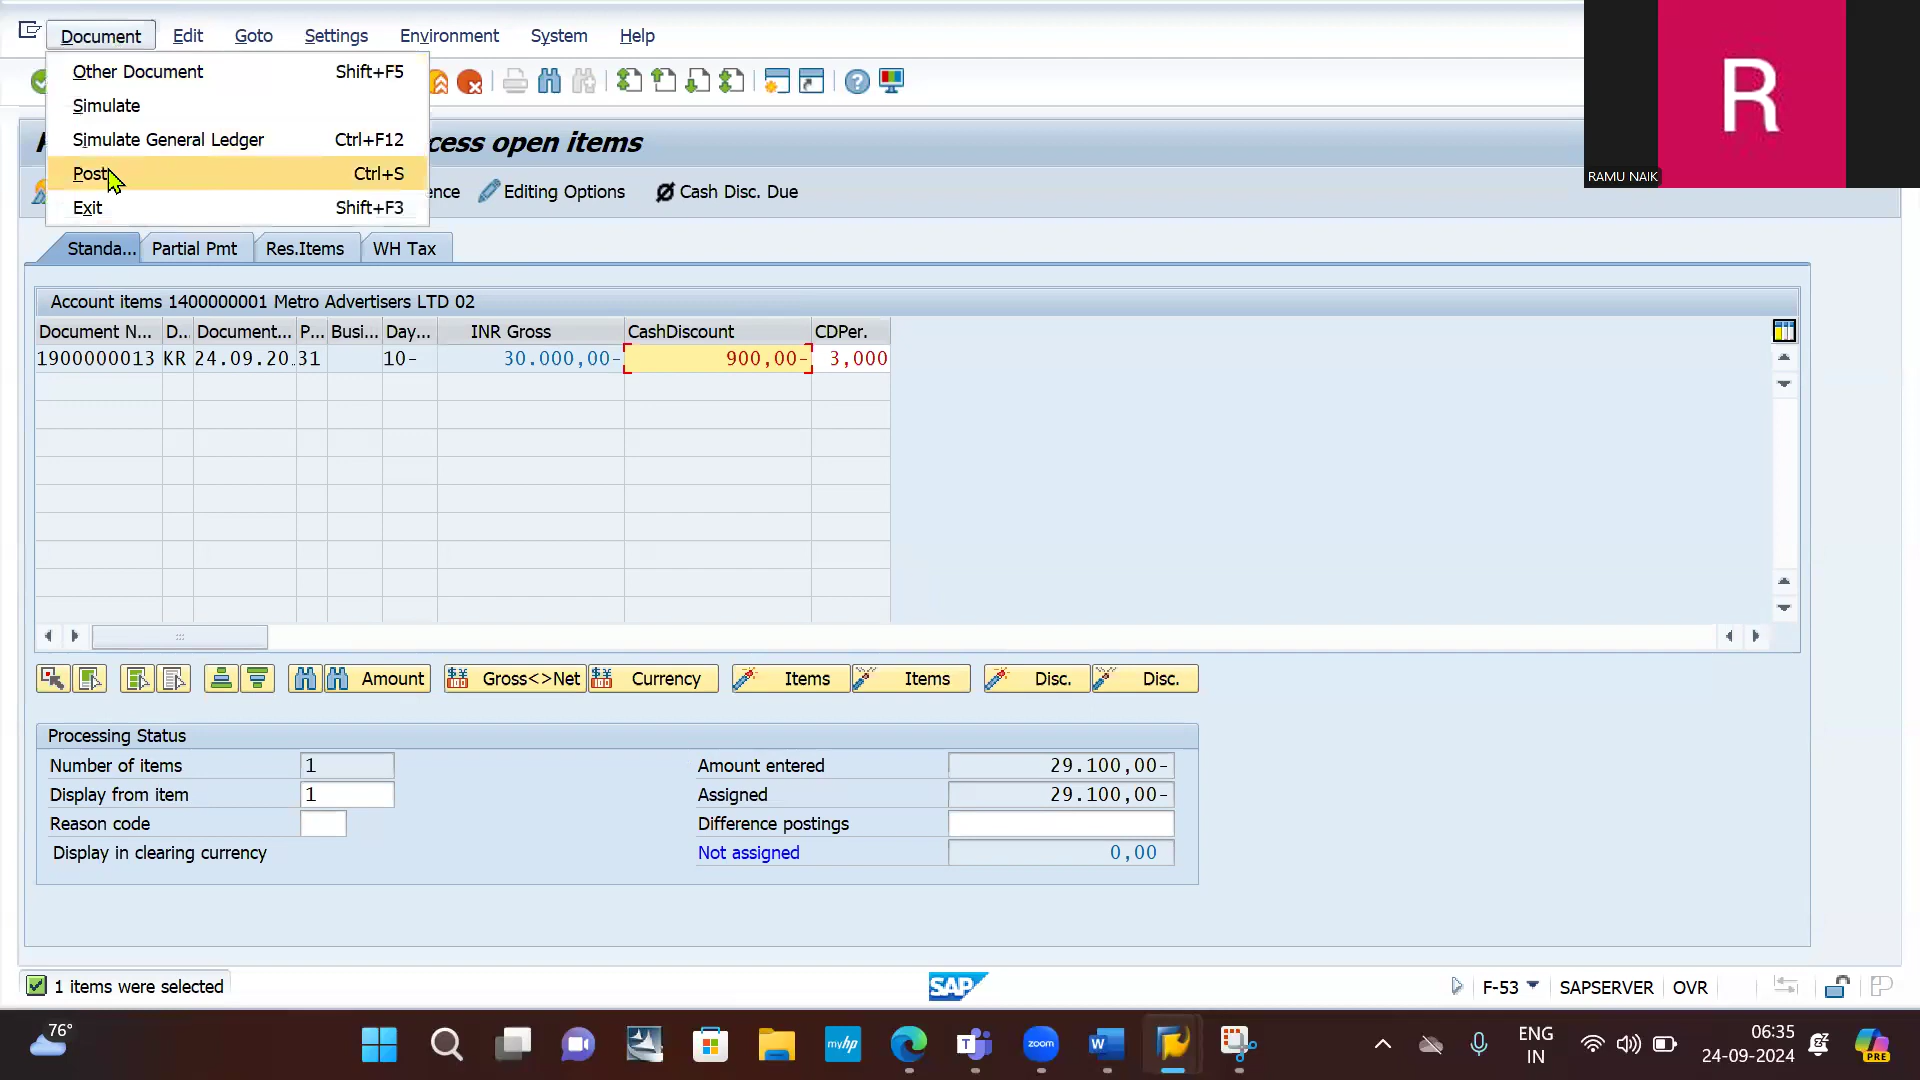 Document Edit Goto Settings Environment System Help
Other Document Shift+F5
Simulate
Simulate General Ledger Ctrl+F12
Post Ctrl+S
Exit Shift+F3
cess open items
ence Editing Options Cash Disc. Due
R
RAMU NAIK
Standa... Partial Pmt Res.Items WH Tax
Account items 1400000001 Metro Advertisers LTD 02
Document N... D.. Document... P... Busi... Day... INR Gross CashDiscount CDPer.
1900000013 KR 24.09.20. 31 10- 30.000,00- 900,00- 3,000
Amount Gross<>Net Currency Items Items Disc. Disc.
Processing Status
Number of items 1 Amount entered 29.100,00-
Display from item 1 Assigned 29.100,00-
Reason code Difference postings
Display in clearing currency Not assigned 0,00
1 items were selected SAP F-53 SAPSERVER OVR
76° myhp T zoom W ENG IN 06:35 24-09-2024 PRE